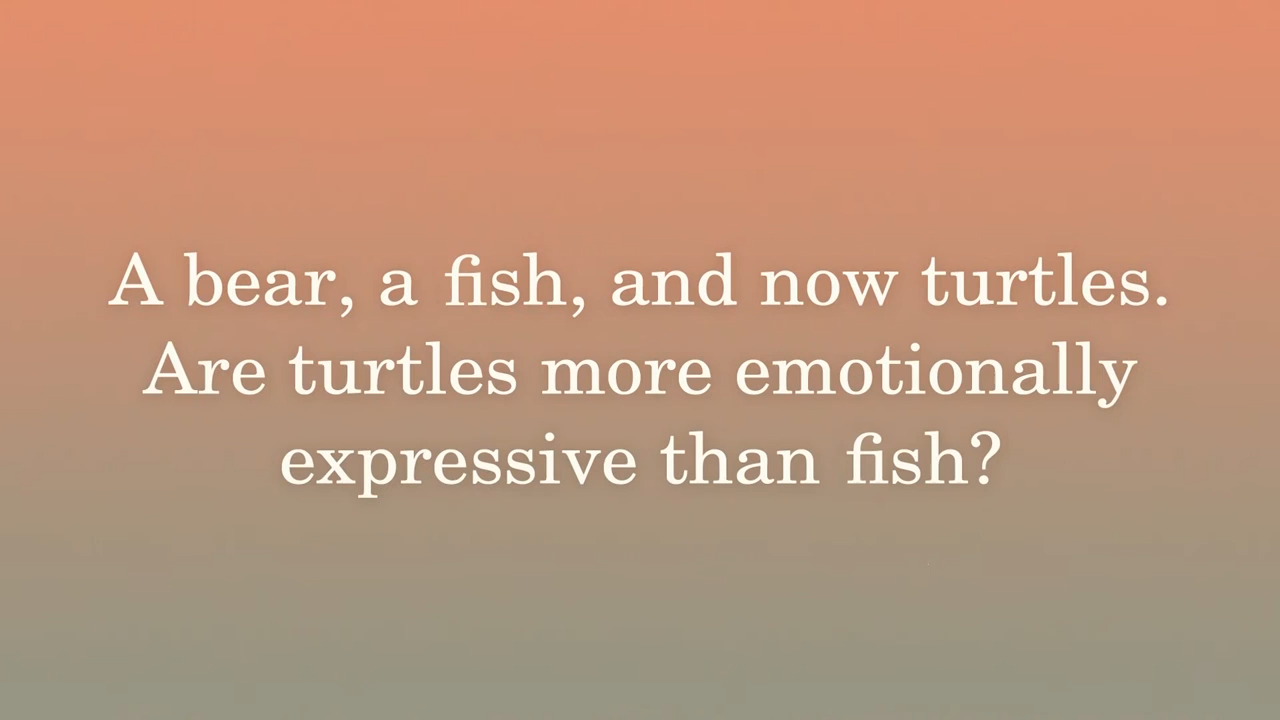 A bear, a fish, and now turtles.
Are turtles more emotionally
expressive than fish?